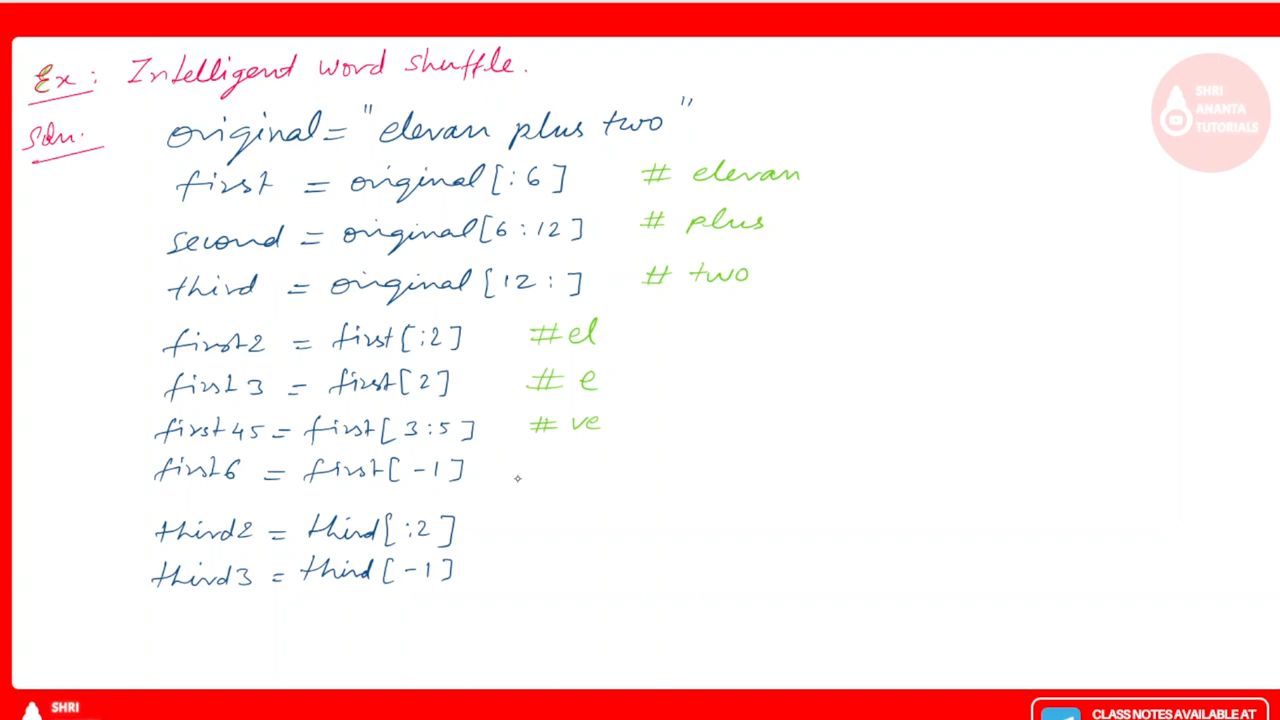 Ex: Intelligent word shuffle.
Soln. original = "elevan plus two"
first = original[:6] # elevan
second = original[6:12] # plus
third = original[12:] # two
first2 = first[:2] #el
first3 = first[2] # e
first45 = first[3:5] # ve
first6 = first[-1]
third2 = third[:2]
third3 = third[-1]
SHRI
ANANTA
TUTORIALS
SHRI
CLASS NOTES AVAILABLE AT